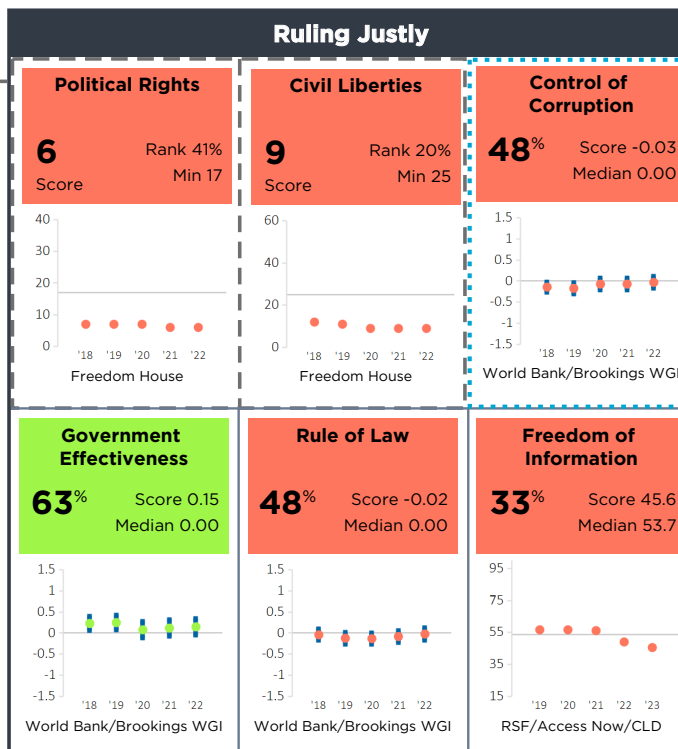 Ruling Justly
Political Rights
6
Score
Rank 41%
Min 17
40
30
20
10
0
'18 '19 '20 '21 '22
Freedom House
Civil Liberties
9
Score
Rank 20%
Min 25
60
40
20
0
'18 '19 '20 '21 '22
Freedom House
Control of
Corruption
48%
Score -0.03
Median 0.00
1.5
1
0.5
0
-0.5
-1
-1.5
'18 '19 '20 '21 '22
World Bank/Brookings WGI
Government
Effectiveness
63%
Score 0.15
Median 0.00
1.5
1
0.5
0
-0.5
-1
-1.5
'18 '19 '20 '21 '22
World Bank/Brookings WGI
Rule of Law
48%
Score -0.02
Median 0.00
1.5
1
0.5
0
-0.5
-1
-1.5
'18 '19 '20 '21 '22
World Bank/Brookings WGI
Freedom of
Information
33%
Score 45.6
Median 53.7
95
75
55
35
15
'19 '20 '21 '22 '23
RSF/Access Now/CLD